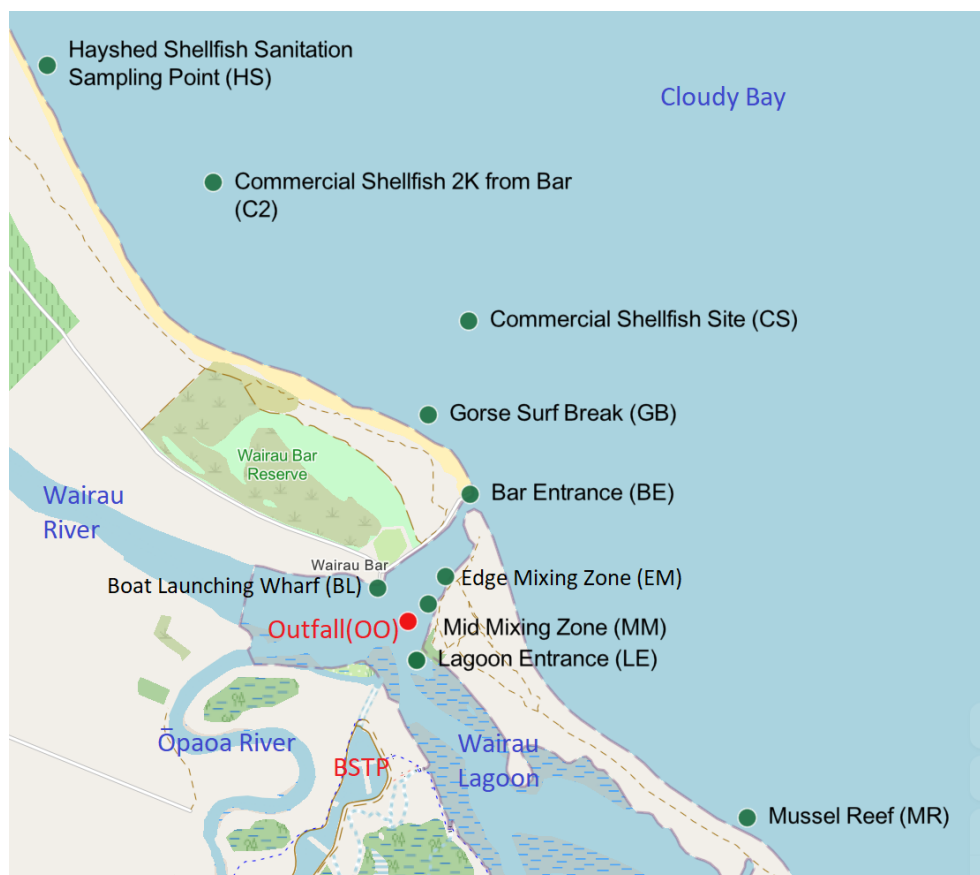 Hayshed Shellfish Sanitation
Sampling Point (HS)
Cloudy Bay
Commercial Shellfish 2K from Bar
(C2)
Commercial Shellfish Site (CS)
Gorse Surf Break (GB)
Wairau Bar
Reserve
Wairau
River
Bar Entrance (BE)
Wairau Bar
Boat Launching Wharf (BL)
Edge Mixing Zone (EM)
Outfall(OO)
Mid Mixing Zone (MM)
Lagoon Entrance (LE)
Ōpaoa River
Wairau
Lagoon
BSTP
Mussel Reef (MR)